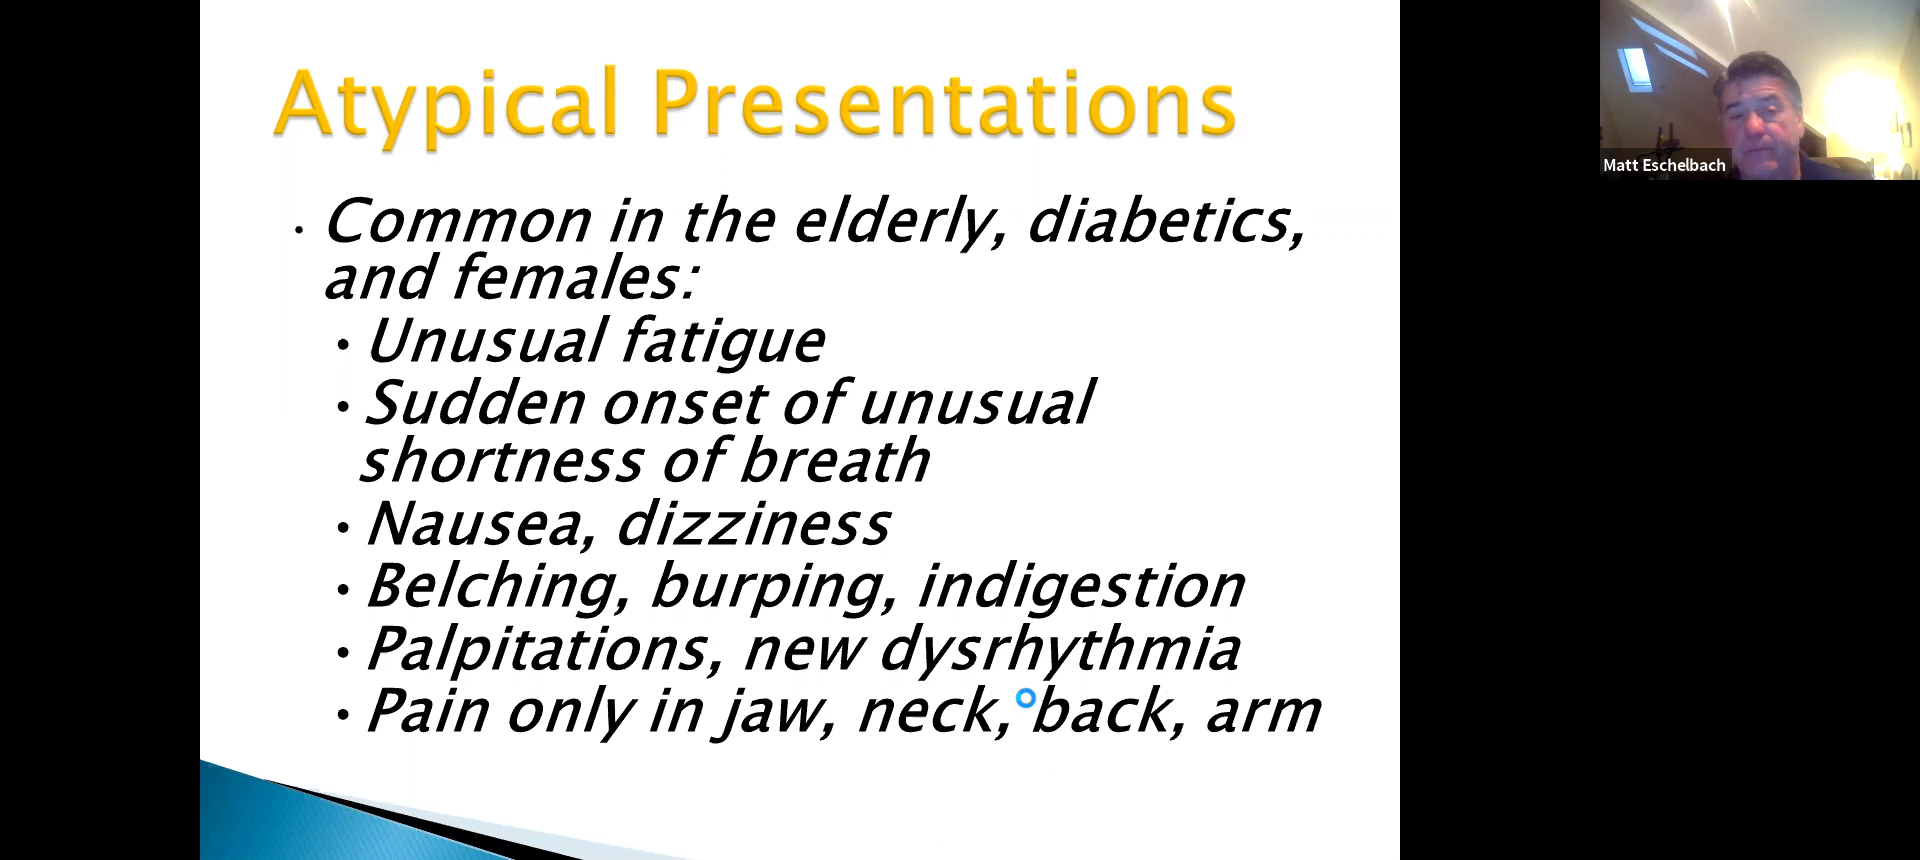 Atypical Presentations
• Common in the elderly, diabetics,
and females:
• Unusual fatigue
• Sudden onset of unusual
shortness of breath
• Nausea, dizziness
• Belching, burping, indigestion
• Palpitations, new dysrhythmia
• Pain only in jaw, neck, back, arm
Matt Eschelbach